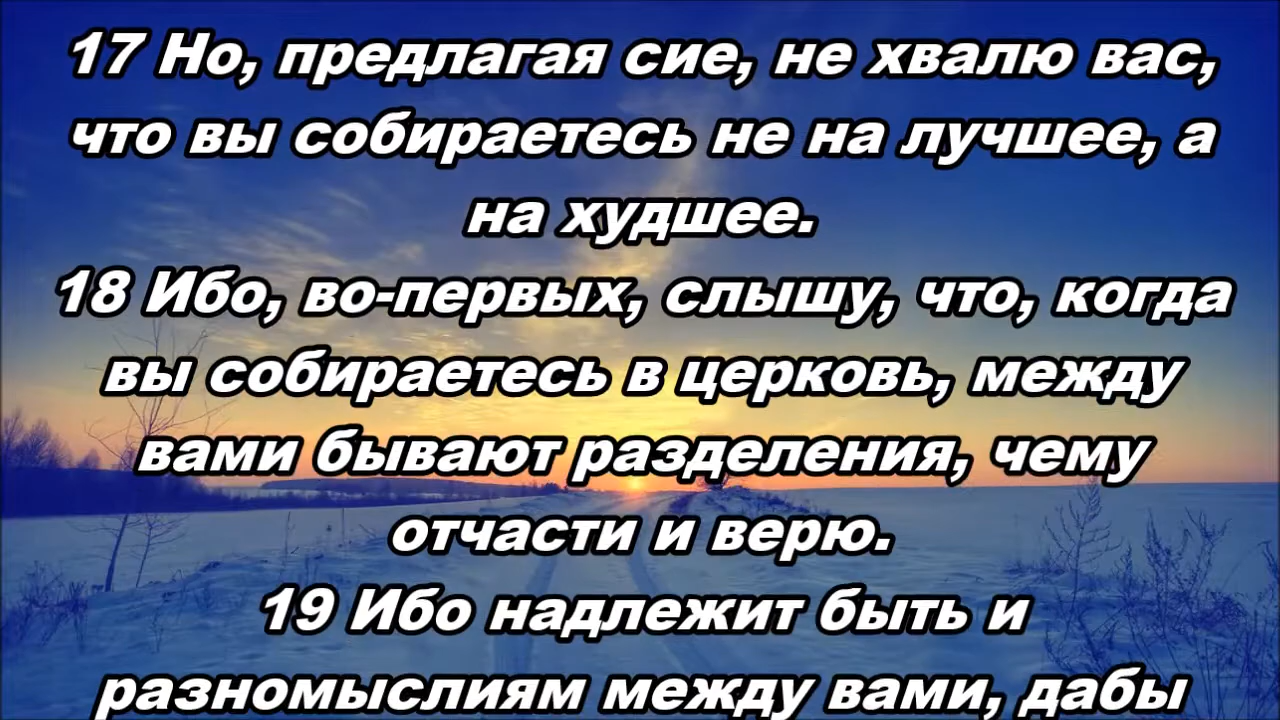 17 Но, предлагая сие, не хвалю вас,
что вы собираетесь не на лучшее, а
на худшее.
18 Ибо, во-первых, слышу, что, когда
вы собираетесь в церковь, между
вами бывают разделения, чему
отчасти и верю.
19 Ибо надлежит быть и
разномыслиям между вами, дабы